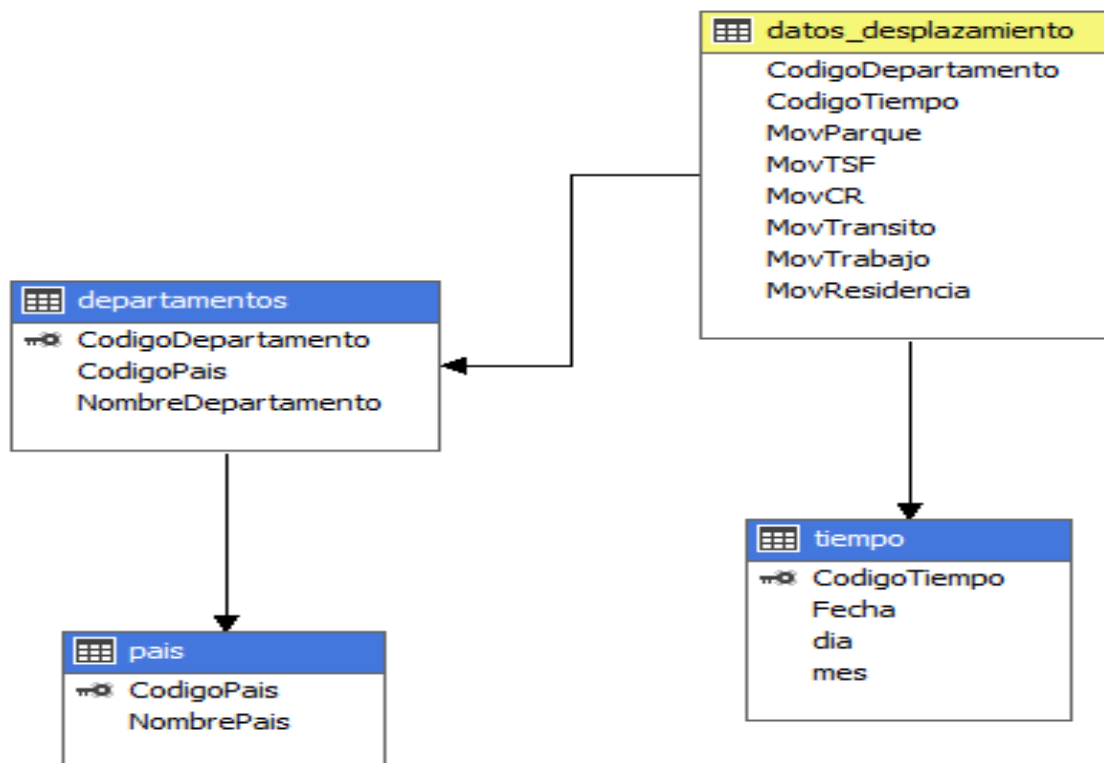 datos_desplazamiento
CodigoDepartamento
CodigoTiempo
MovParque
MovTSF
MovCR
MovTransito
MovTrabajo
MovResidencia
departamentos
CodigoDepartamento
CodigoPais
NombreDepartamento
tiempo
CodigoTiempo
Fecha
dia
mes
pais
CodigoPais
NombrePais